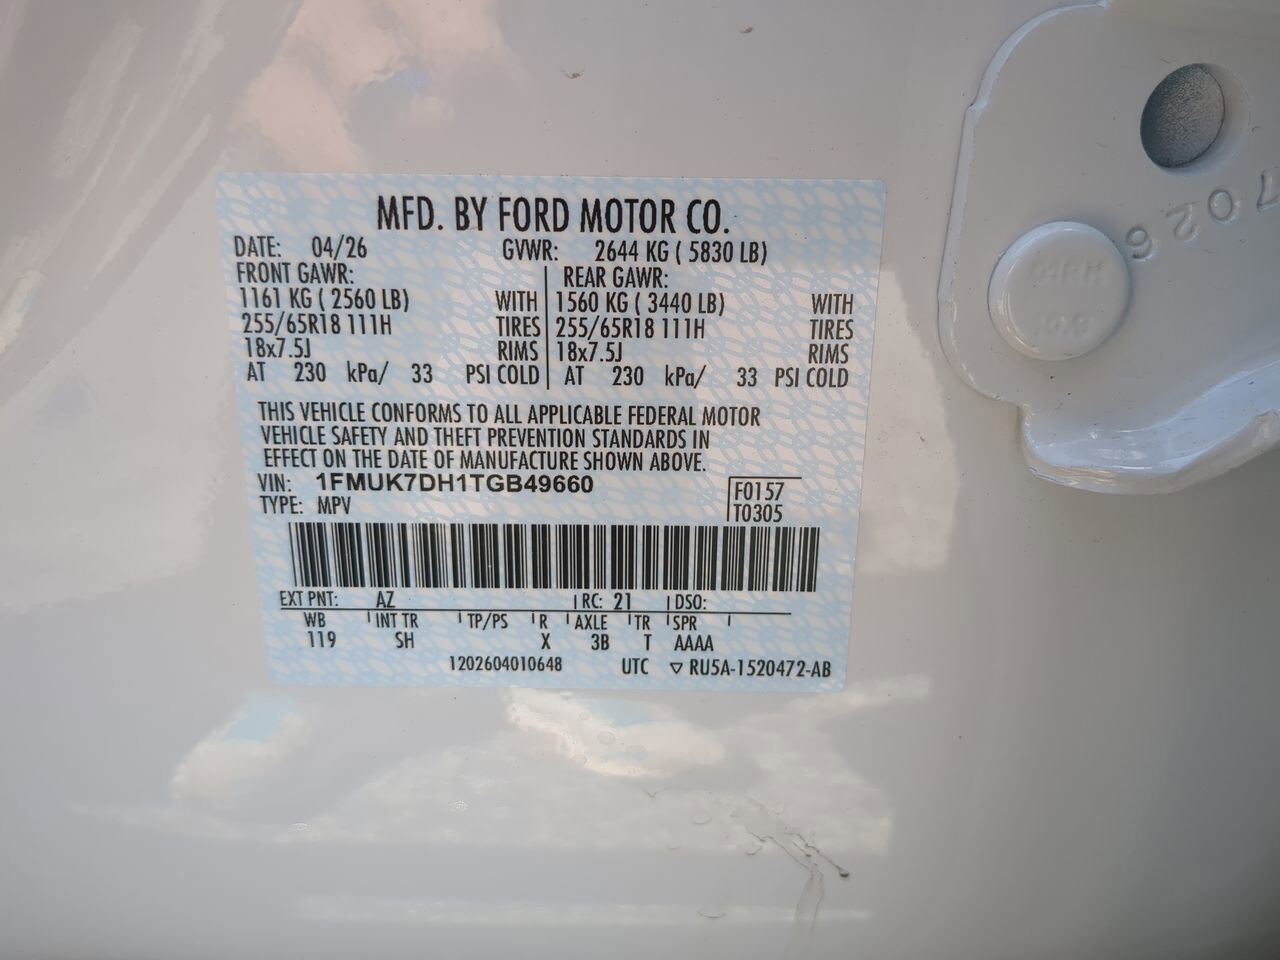 MFD. BY FORD MOTOR CO.
DATE: 04/26 GVWR: 2644 KG ( 5830 LB)
FRONT GAWR: REAR GAWR:
1161 KG ( 2560 LB) WITH 1560 KG ( 3440 LB) WITH
255/65R18 111H TIRES 255/65R18 111H TIRES
18x7.5J RIMS 18x7.5J RIMS
AT 230 kPa/ 33 PSI COLD AT 230 kPa/ 33 PSI COLD
THIS VEHICLE CONFORMS TO ALL APPLICABLE FEDERAL MOTOR
VEHICLE SAFETY AND THEFT PREVENTION STANDARDS IN
EFFECT ON THE DATE OF MANUFACTURE SHOWN ABOVE.
VIN: 1FMUK7DH1TGB49660
F0157
TYPE: MPV
T0305
EXT PNT: AZ RC: 21 DSO:
WB INT TR TP/PS R AXLE TR SPR
119 SH X 3B T AAAA
1202604010648 UTC ▽ RU5A-1520472-AB
7026
10.9